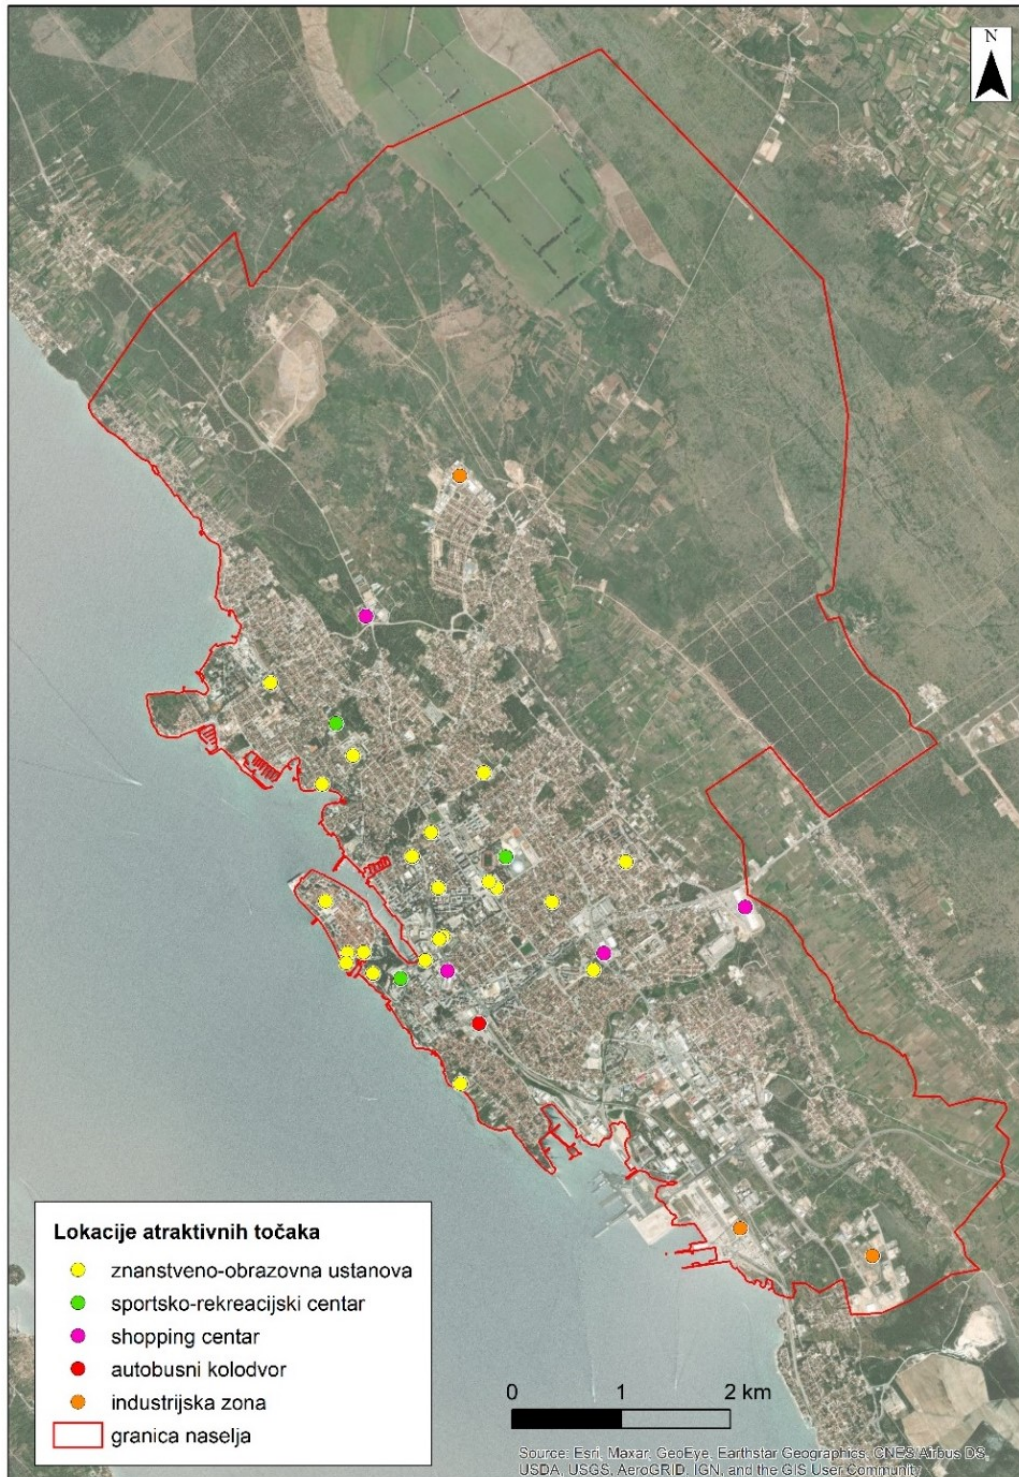 N
Lokacije atraktivnih točaka
znanstveno-obrazovna ustanova
sportsko-rekreacijski centar
shopping centar
autobusni kolodvor
industrijska zona
granica naselja
0 1 2 km
Source: Esri, Maxar, GeoEye, Earthstar Geographics, CNES/Airbus DS,
USDA, USGS, AeroGRID, IGN, and the GIS User Community